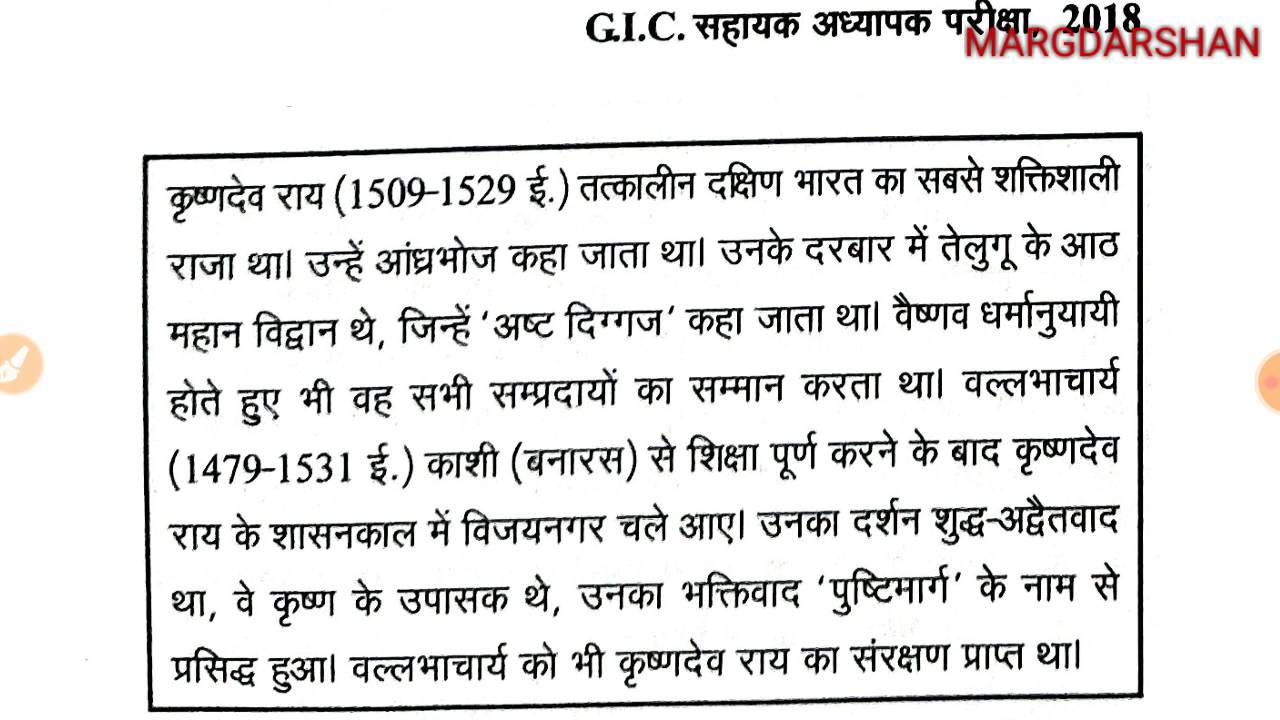 G.I.C. सहायक अध्यापक परीक्षा, 2018
MARGDARSHAN
कृष्णदेव राय (1509-1529 ई.) तत्कालीन दक्षिण भारत का सबसे शक्तिशाली
राजा था। उन्हें आंध्रभोज कहा जाता था। उनके दरबार में तेलुगू के आठ
महान विद्वान थे, जिन्हें ‘अष्ट दिग्गज’ कहा जाता था। वैष्णव धर्मानुयायी
होते हुए भी वह सभी सम्प्रदायों का सम्मान करता था। वल्लभाचार्य
(1479-1531 ई.) काशी (बनारस) से शिक्षा पूर्ण करने के बाद कृष्णदेव
राय के शासनकाल में विजयनगर चले आए। उनका दर्शन शुद्ध-अद्वैतवाद
था, वे कृष्ण के उपासक थे, उनका भक्तिवाद ‘पुष्टिमार्ग’ के नाम से
प्रसिद्ध हुआ। वल्लभाचार्य को भी कृष्णदेव राय का संरक्षण प्राप्त था।